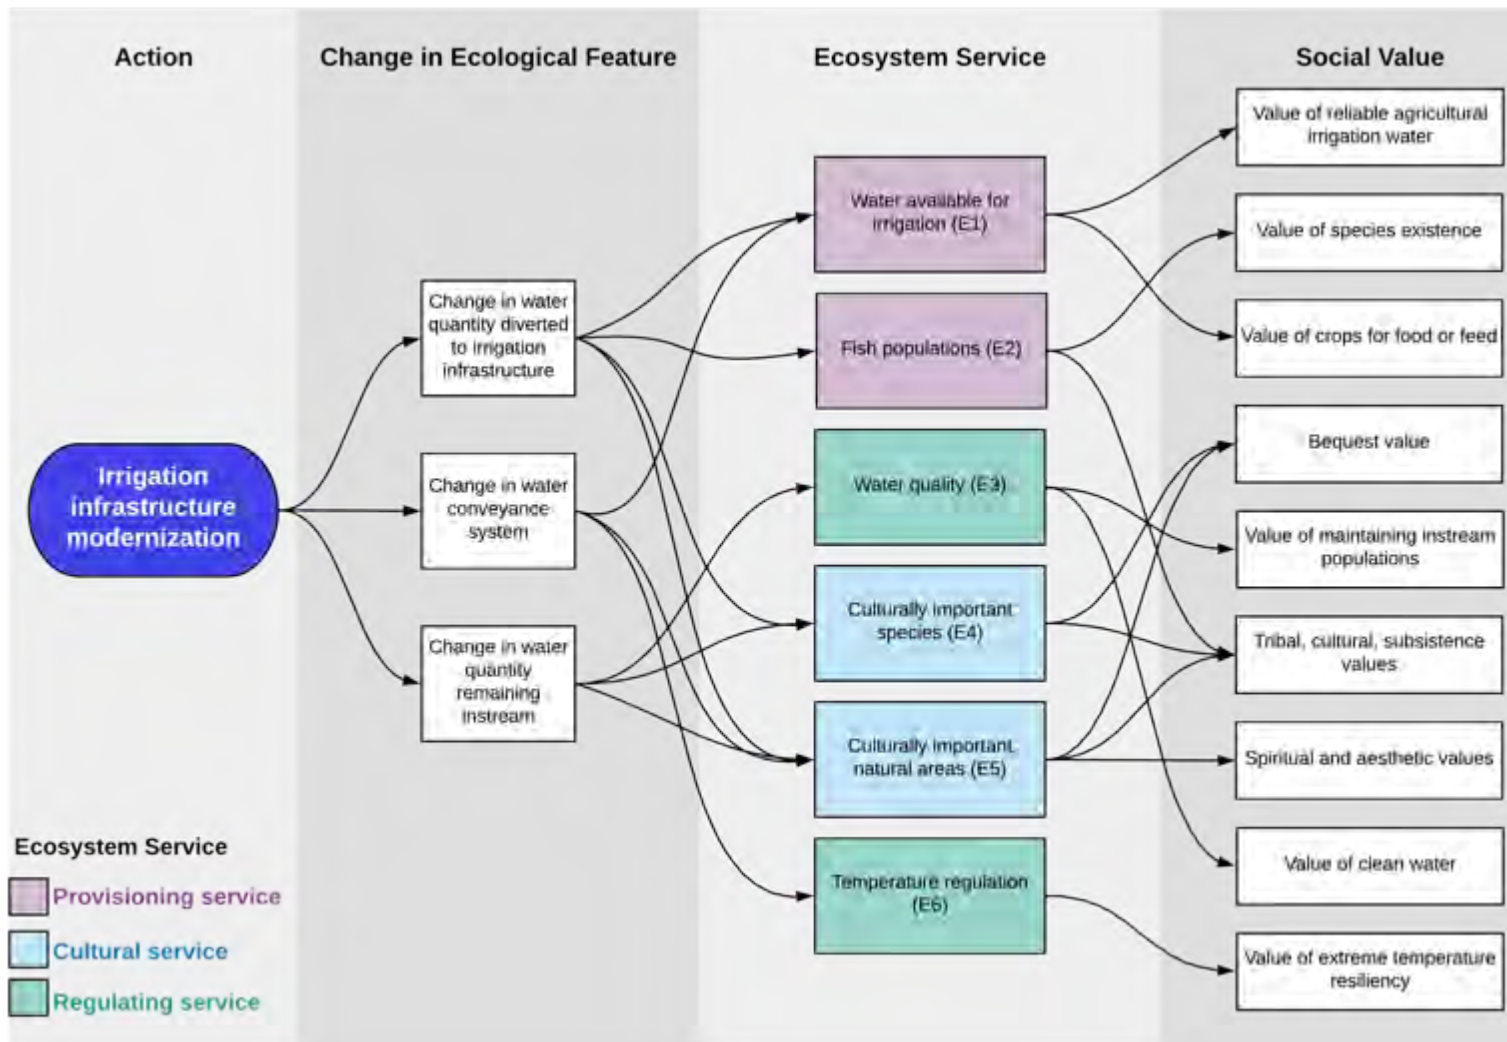 Action
Change in Ecological Feature
Ecosystem Service
Social Value
Irrigation
infrastructure
modernization
Change in water
quantity diverted
to irrigation
infrastructure
Change in water
conveyance
system
Change in water
quantity
remaining
instream
Water available for
irrigation (E1)
Fish populations (E2)
Water quality (E3)
Culturally important
species (E4)
Culturally important
natural areas (E5)
Temperature regulation
(E6)
Value of reliable agricultural
irrigation water
Value of species existence
Value of crops for food or feed
Bequest value
Value of maintaining instream
populations
Tribal, cultural, subsistence
values
Spiritual and aesthetic values
Value of clean water
Value of extreme temperature
resiliency
Ecosystem Service
Provisioning service
Cultural service
Regulating service